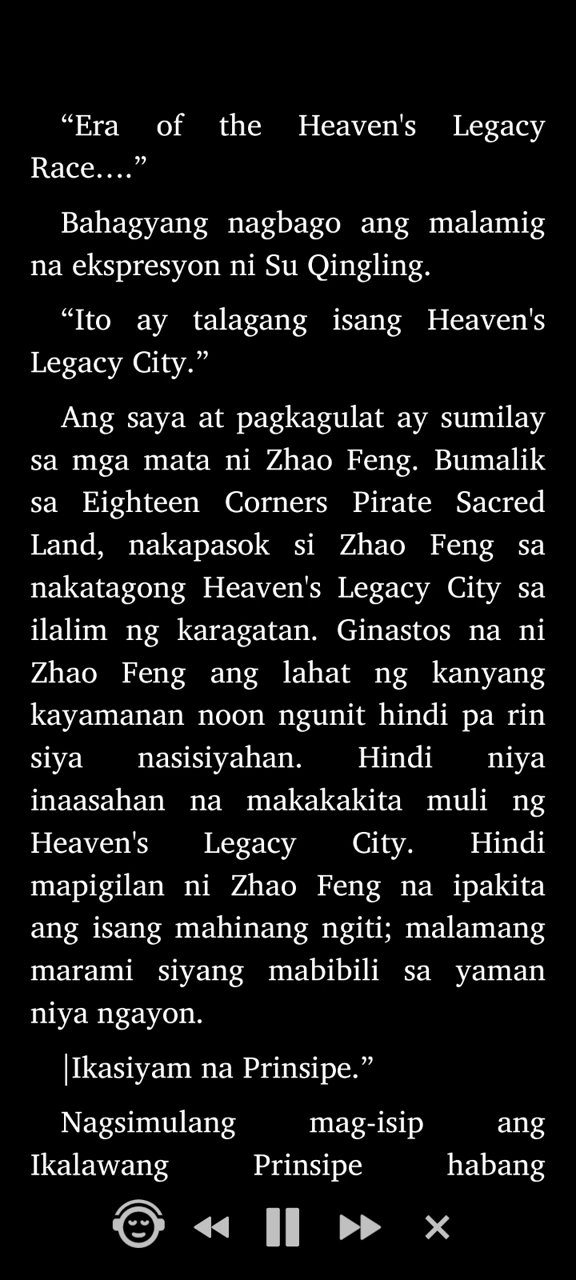 “Era of the Heaven's Legacy
Race....”
Bahagyang nagbago ang malamig
na ekspresyon ni Su Qingling.
“Ito ay talagang isang Heaven's
Legacy City.”
Ang saya at pagkagulat ay sumilay
sa mga mata ni Zhao Feng. Bumalik
sa Eighteen Corners Pirate Sacred
Land, nakapasok si Zhao Feng sa
nakatagong Heaven's Legacy City sa
ilalim ng karagatan. Ginastos na ni
Zhao Feng ang lahat ng kanyang
kayamanan noon ngunit hindi pa rin
siya nasisiyahan. Hindi niya
inaasahan na makakakita muli ng
Heaven's Legacy City. Hindi
mapigilan ni Zhao Feng na ipakita
ang isang mahinang ngiti; malamang
marami siyang mabibili sa yaman
niya ngayon.
|Ikasiyam na Prinsipe.”
Nagsimulang mag-isip ang
Ikalawang Prinsipe habang